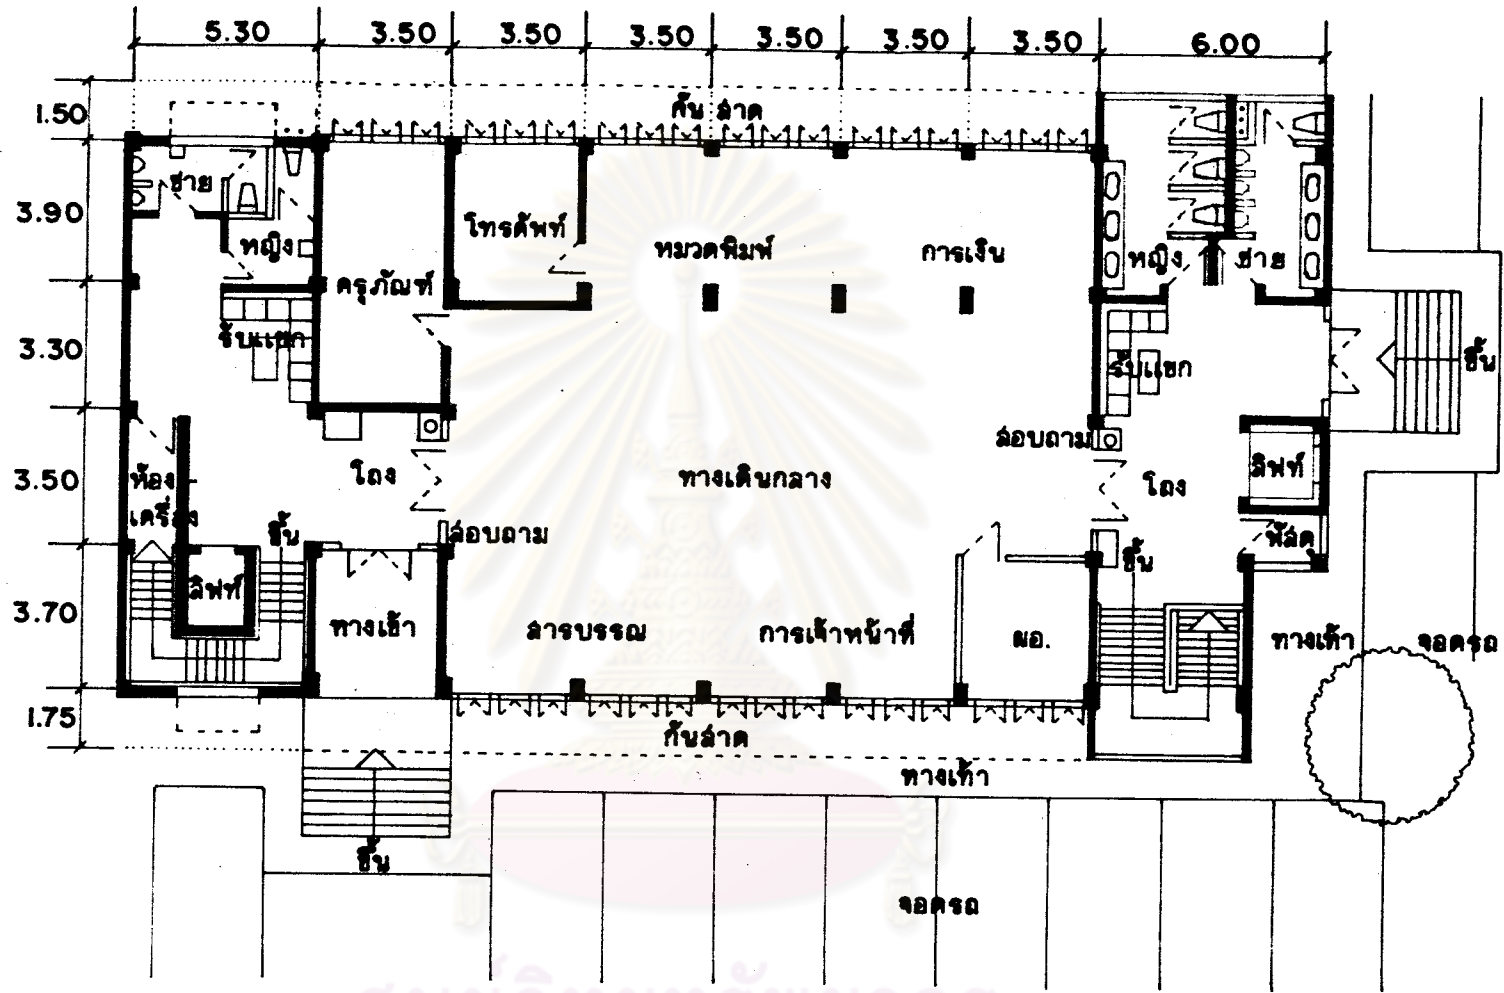 5.30 3.50 3.50 3.50 3.50 3.50 3.50 6.00
1.50
กันสาด
3.90
ชาย
หญิง
โทรศัพท์
หมวดพิมพ์
การเงิน
หญิง
ชาย
ครุภัณฑ์
3.30
รับแขก
รับแขก
ขึ้น
สอบถาม
3.50
ห้อง
เครื่อง
โถง
ทางเดินกลาง
โถง
ลิฟท์
ขึ้น
สอบถาม
พัสดุ
ขึ้น
3.70
ลิฟท์
ทางเข้า
สารบรรณ
การเจ้าหน้าที่
ผอ.
ทางเท้า
จอดรถ
1.75
กันสาด
ทางเท้า
ขึ้น
จอดรถ